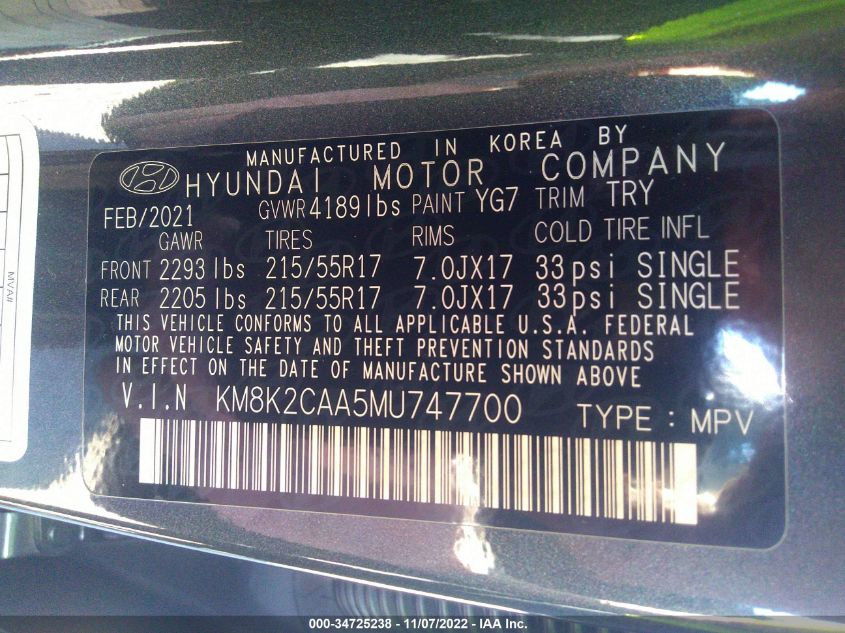 MANUFACTURED IN KOREA BY
HYUNDAI MOTOR COMPANY
FEB/2021 GVWR 4189 lbs PAINT YG7 TRIM TRY
GAWR TIRES RIMS COLD TIRE INFL
FRONT 2293 lbs 215/55R17 7.0JX17 33psi SINGLE
REAR 2205 lbs 215/55R17 7.0JX17 33psi SINGLE
THIS VEHICLE CONFORMS TO ALL APPLICABLE U.S.A. FEDERAL
MOTOR VEHICLE SAFETY AND THEFT PREVENTION STANDARDS
IN EFFECT ON THE DATE OF MANUFACTURE SHOWN ABOVE
V.I.N KM8K2CAA5MU747700 TYPE : MPV
MVA#
000-34725238 - 11/07/2022 - IAA Inc.